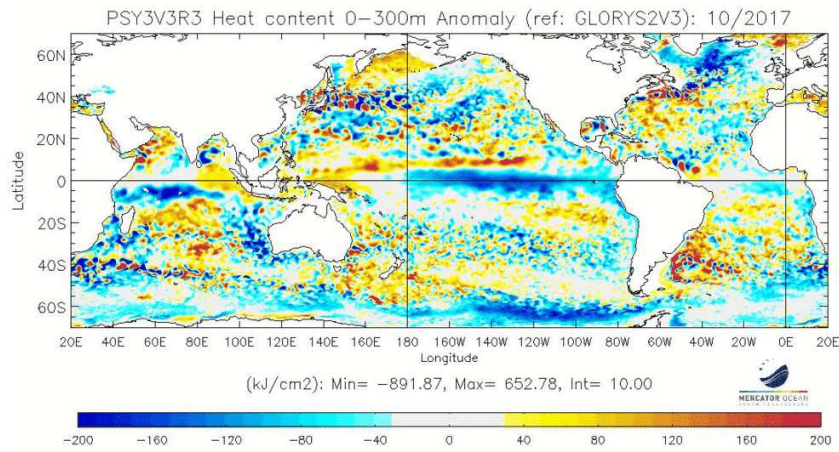 PSY3V3R3 Heat content 0-300m Anomaly (ref: GLORYS2V3): 10/2017
Latitude
60N
40N
20N
0
20S
40S
60S
20E 40E 60E 80E 100E 120E 140E 160E 180 160W 140W 120W 100W 80W 60W 40W 20W 0 20E
Longitude
(kJ/cm2): Min= -891.87, Max= 652.78, Int= 10.00
MERCATOR OCEAN
-200 -160 -120 -80 -40 0 40 80 120 160 200